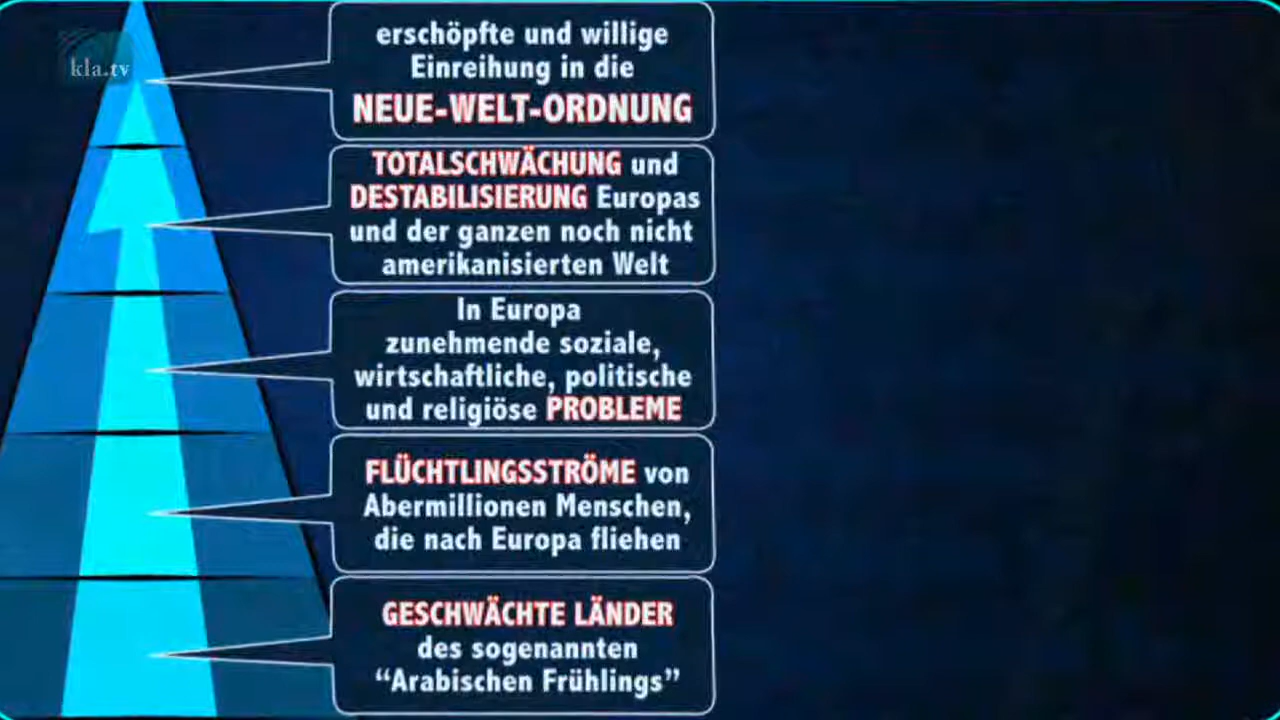 kla.tv
erschöpfte und willige
Einreihung in die
NEUE-WELT-ORDNUNG
TOTALSCHWÄCHUNG und
DESTABILISIERUNG Europas
und der ganzen noch nicht
amerikanisierten Welt
In Europa
zunehmende soziale,
wirtschaftliche, politische
und religiöse PROBLEME
FLÜCHTLINGSSTRÖME von
Abermillionen Menschen,
die nach Europa fliehen
GESCHWÄCHTE LÄNDER
des sogenannten
“Arabischen Frühlings”